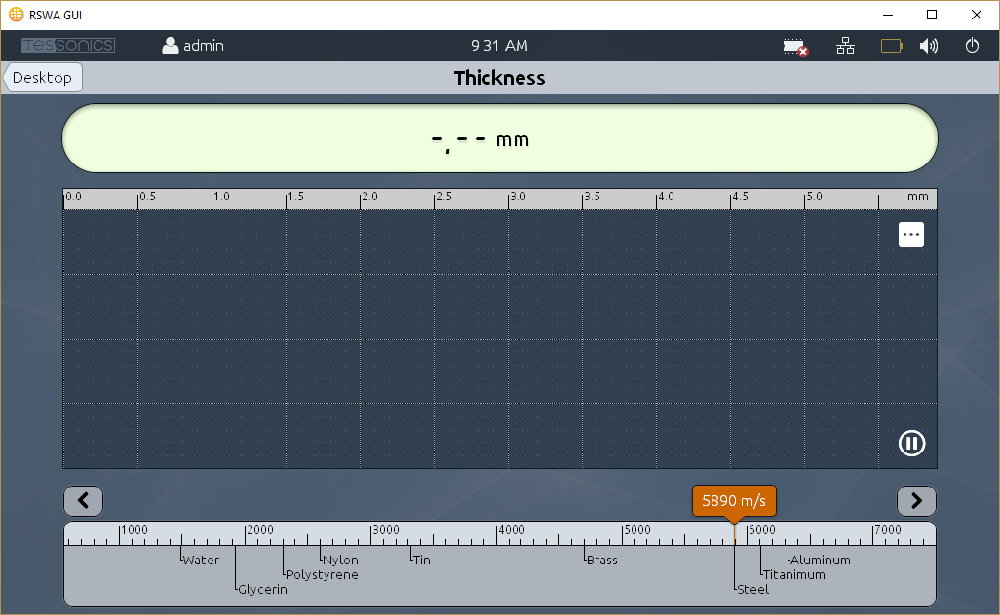 RSWA GUI
Tessonics admin 9:31 AM
Desktop Thickness
-,-- mm
0.0 0.5 1.0 1.5 2.0 2.5 3.0 3.5 4.0 4.5 5.0 mm
5890 m/s
1000 2000 3000 4000 5000 6000 7000
Water Nylon Tin Brass Aluminum
Polystyrene Titanimum
Glycerin Steel